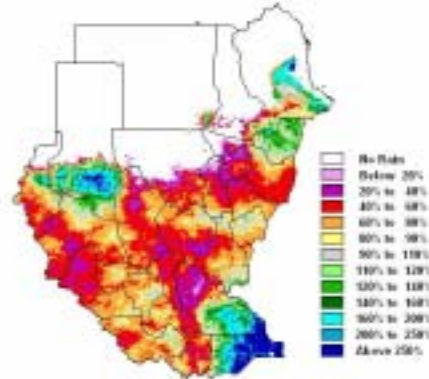 No Rain
Below 20%
20% to 40%
40% to 60%
60% to 80%
80% to 90%
90% to 110%
110% to 120%
120% to 140%
140% to 160%
160% to 200%
200% to 250%
Above 250%